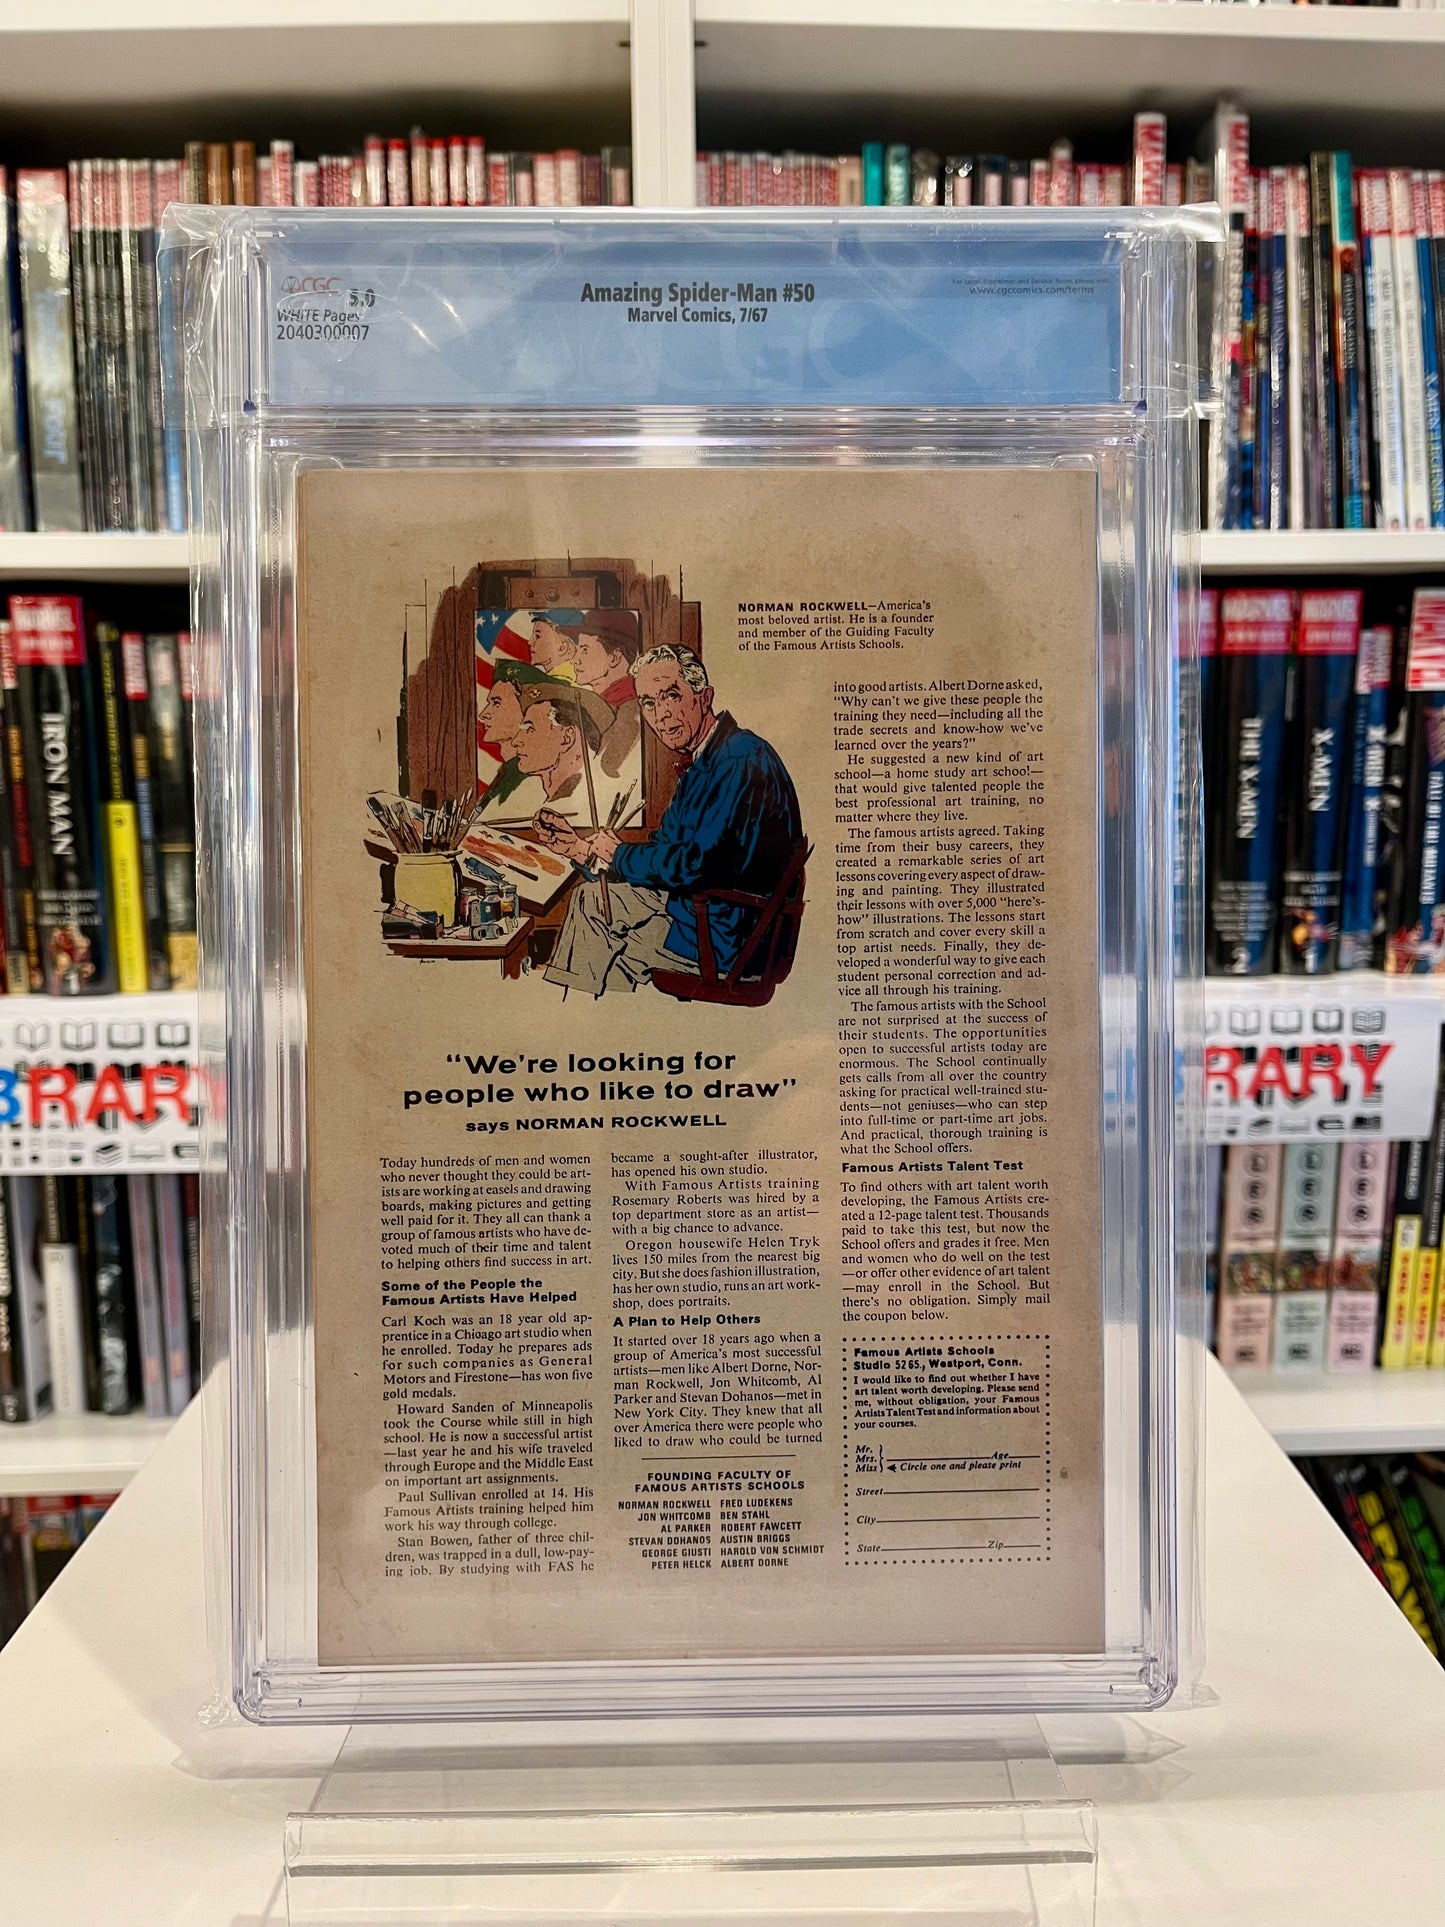 CGC
5.0
WHITE Pages
2040300007
Amazing Spider-Man #50
Marvel Comics, 7/67
For Legal Disclaimer and Service Terms please visit
www.cgccomics.com/terms
NORMAN ROCKWELL—America's
most beloved artist. He is a founder
and member of the Guiding Faculty
of the Famous Artists Schools.
"We're looking for
people who like to draw"
says NORMAN ROCKWELL
Today hundreds of men and women
who never thought they could be art-
ists are working at easels and drawing
boards, making pictures and getting
well paid for it. They all can thank a
group of famous artists who have de-
voted much of their time and talent
to helping others find success in art.
Some of the People the
Famous Artists Have Helped
Carl Koch was an 18 year old ap-
prentice in a Chicago art studio when
he enrolled. Today he prepares ads
for such companies as General
Motors and Firestone—has won five
gold medals.
Howard Sanden of Minneapolis
took the Course while still in high
school. He is now a successful artist
—last year he and his wife traveled
through Europe and the Middle East
on important art assignments.
Paul Sullivan enrolled at 14. His
Famous Artists training helped him
work his way through college.
Stan Bowen, father of three chil-
dren, was trapped in a dull, low-pay-
ing job. By studying with FAS he
became a sought-after illustrator,
has opened his own studio.
With Famous Artists training
Rosemary Roberts was hired by a
top department store as an artist—
with a big chance to advance.
Oregon housewife Helen Tryk
lives 150 miles from the nearest big
city. But she does fashion illustration,
has her own studio, runs an art work-
shop, does portraits.
A Plan to Help Others
It started over 18 years ago when a
group of America's most successful
artists—men like Albert Dorne, Nor-
man Rockwell, Jon Whitcomb, Al
Parker and Stevan Dohanos—met in
New York City. They knew that all
over America there were people who
liked to draw who could be turned
FOUNDING FACULTY OF
FAMOUS ARTISTS SCHOOLS
NORMAN ROCKWELL FRED LUDEKENS
JON WHITCOMB BEN STAHL
AL PARKER ROBERT FAWCETT
STEVAN DOHANOS AUSTIN BRIGGS
GEORGE GIUSTI HAROLD VON SCHMIDT
PETER HELCK ALBERT DORNE
into good artists. Albert Dorne asked,
"Why can't we give these people the
training they need—including all the
trade secrets and know-how we've
learned over the years?"
He suggested a new kind of art
school—a home study art school—
that would give talented people the
best professional art training, no
matter where they live.
The famous artists agreed. Taking
time from their busy careers, they
created a remarkable series of art
lessons covering every aspect of draw-
ing and painting. They illustrated
their lessons with over 5,000 "here's-
how" illustrations. The lessons start
from scratch and cover every skill a
top artist needs. Finally, they de-
veloped a wonderful way to give each
student personal correction and ad-
vice all through his training.
The famous artists with the School
are not surprised at the success of
their students. The opportunities
open to successful artists today are
enormous. The School continually
gets calls from all over the country
asking for practical well-trained stu-
dents—not geniuses—who can step
into full-time or part-time art jobs.
And practical, thorough training is
what the School offers.
Famous Artists Talent Test
To find others with art talent worth
developing, the Famous Artists cre-
ated a 12-page talent test. Thousands
paid to take this test, but now the
School offers and grades it free. Men
and women who do well on the test
—or offer other evidence of art talent
—may enroll in the School. But
there's no obligation. Simply mail
the coupon below.
Famous Artists Schools
Studio 5265, Westport, Conn.
I would like to find out whether I have
art talent worth developing. Please send
me, without obligation, your Famous
Artists Talent Test and information about
your courses.
Mr.
Mrs. Age
Miss Circle one and please print
Street
City
State Zip
IRON MAN
THE X-MEN
2
X-MEN
1
RARY
RARY
MARVEL
MARVEL